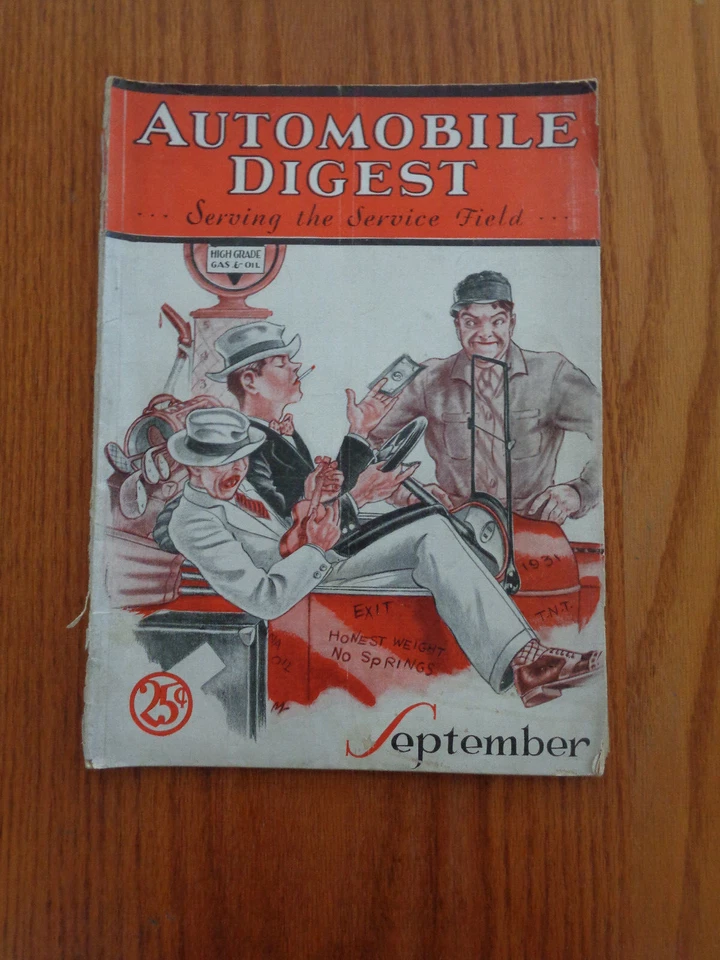 AUTOMOBILE
DIGEST
... Serving the Service Field ...
HIGH GRADE
GAS & OIL
1931
T.N.T.
EXIT
HONEST WEIGHT
NO SPRINGS
25¢
September